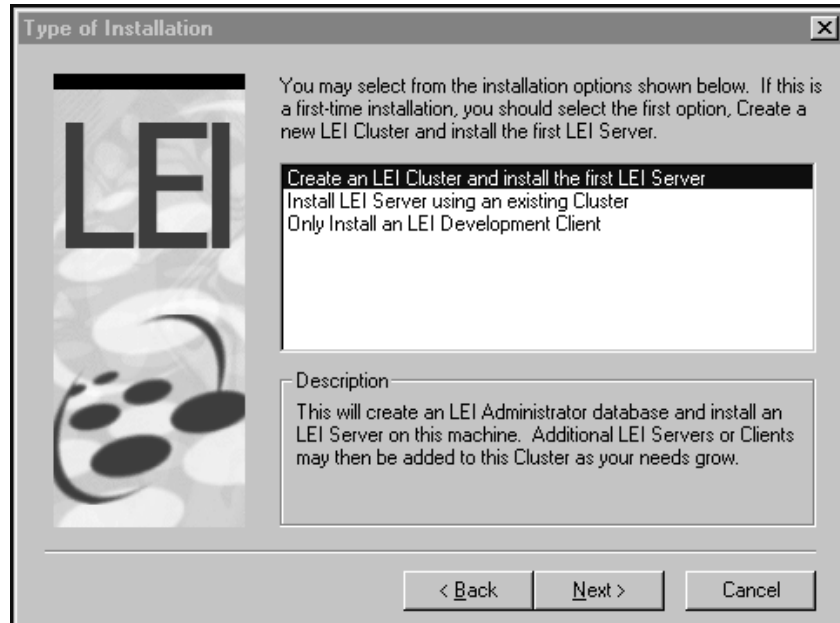 Type of Installation
LEI
You may select from the installation options shown below. If this is
a first-time installation, you should select the first option, Create a
new LEI Cluster and install the first LEI Server.
Create an LEI Cluster and install the first LEI Server
Install LEI Server using an existing Cluster
Only Install an LEI Development Client
Description
This will create an LEI Administrator database and install an
LEI Server on this machine. Additional LEI Servers or Clients
may then be added to this Cluster as your needs grow.
< Back
Next >
Cancel